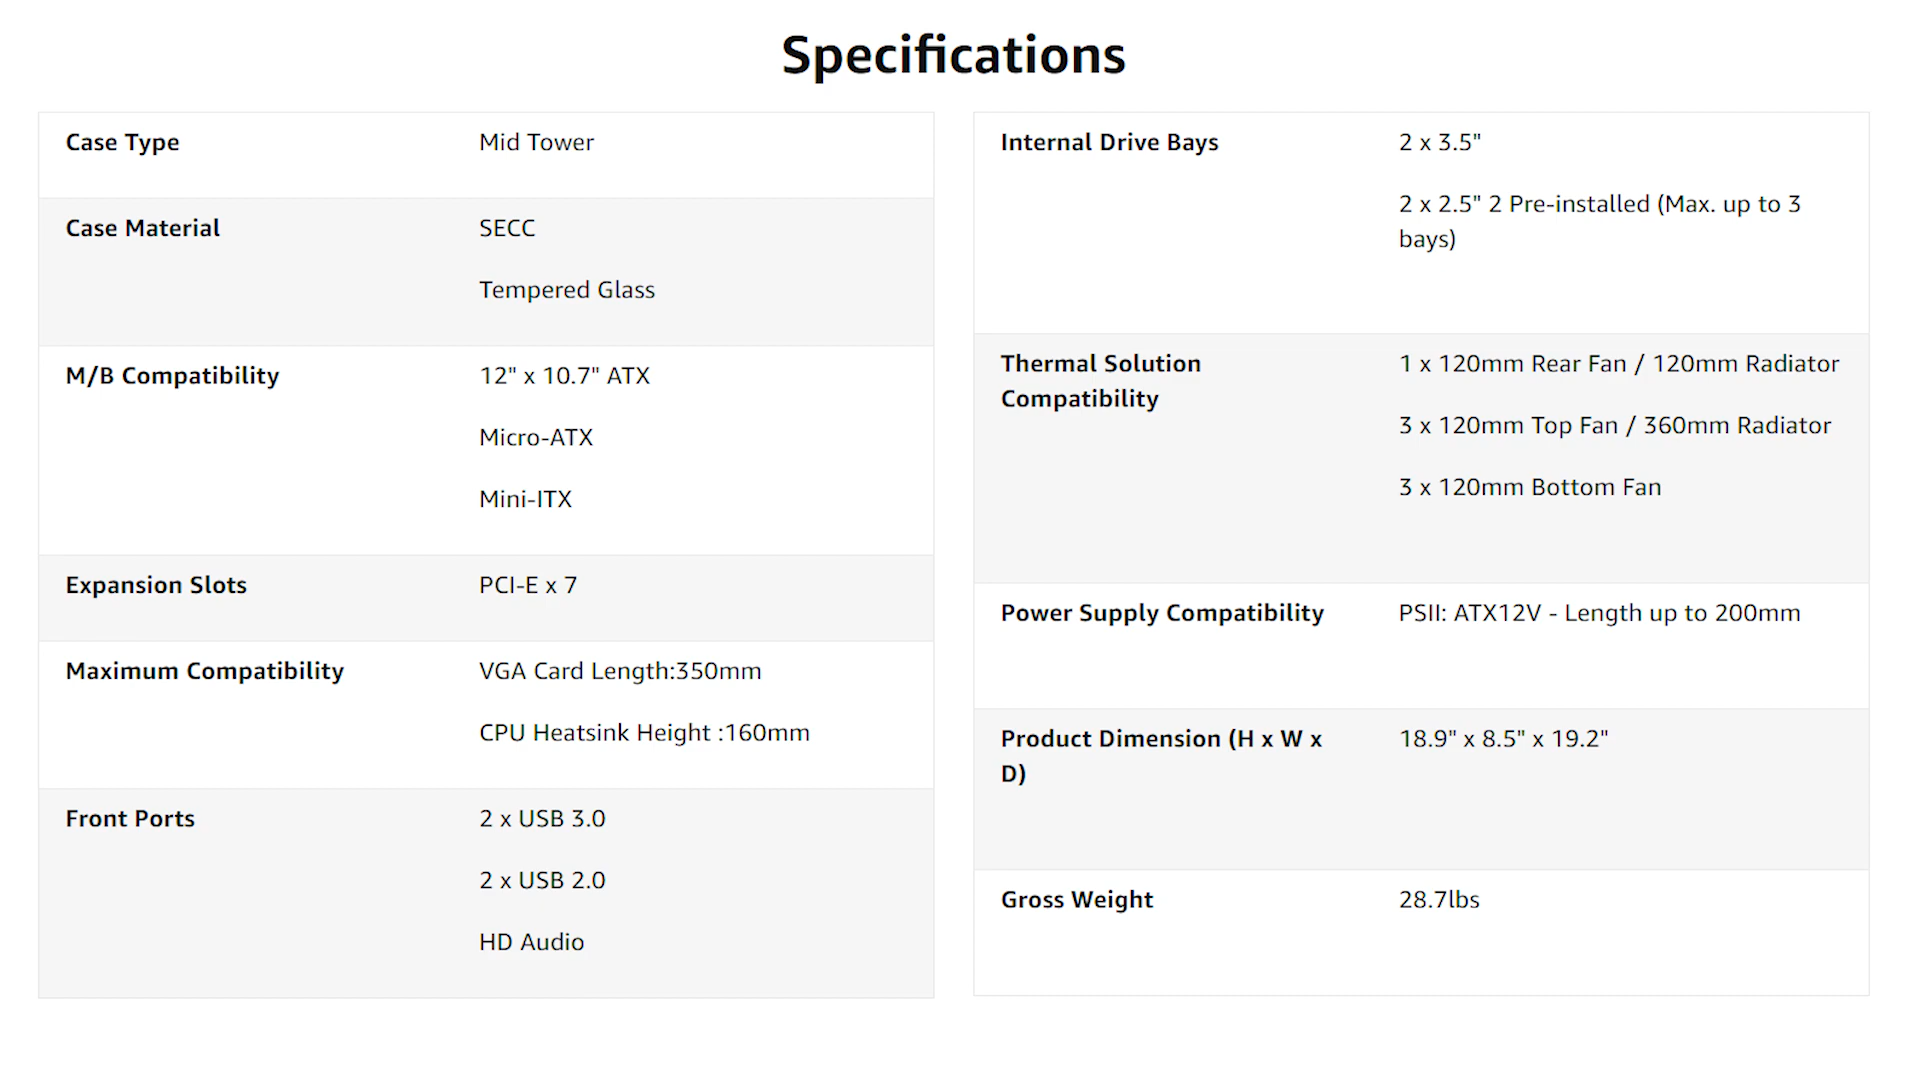 Specifications
Case Type Mid Tower
Case Material SECC
Tempered Glass
M/B Compatibility 12" x 10.7" ATX
Micro-ATX
Mini-ITX
Expansion Slots PCI-E x 7
Maximum Compatibility VGA Card Length:350mm
CPU Heatsink Height :160mm
Front Ports 2 x USB 3.0
2 x USB 2.0
HD Audio
Internal Drive Bays 2 x 3.5"
2 x 2.5" 2 Pre-installed (Max. up to 3
bays)
Thermal Solution 1 x 120mm Rear Fan / 120mm Radiator
Compatibility
3 x 120mm Top Fan / 360mm Radiator
3 x 120mm Bottom Fan
Power Supply Compatibility PSII: ATX12V - Length up to 200mm
Product Dimension (H x W x 18.9" x 8.5" x 19.2"
D)
Gross Weight 28.7lbs